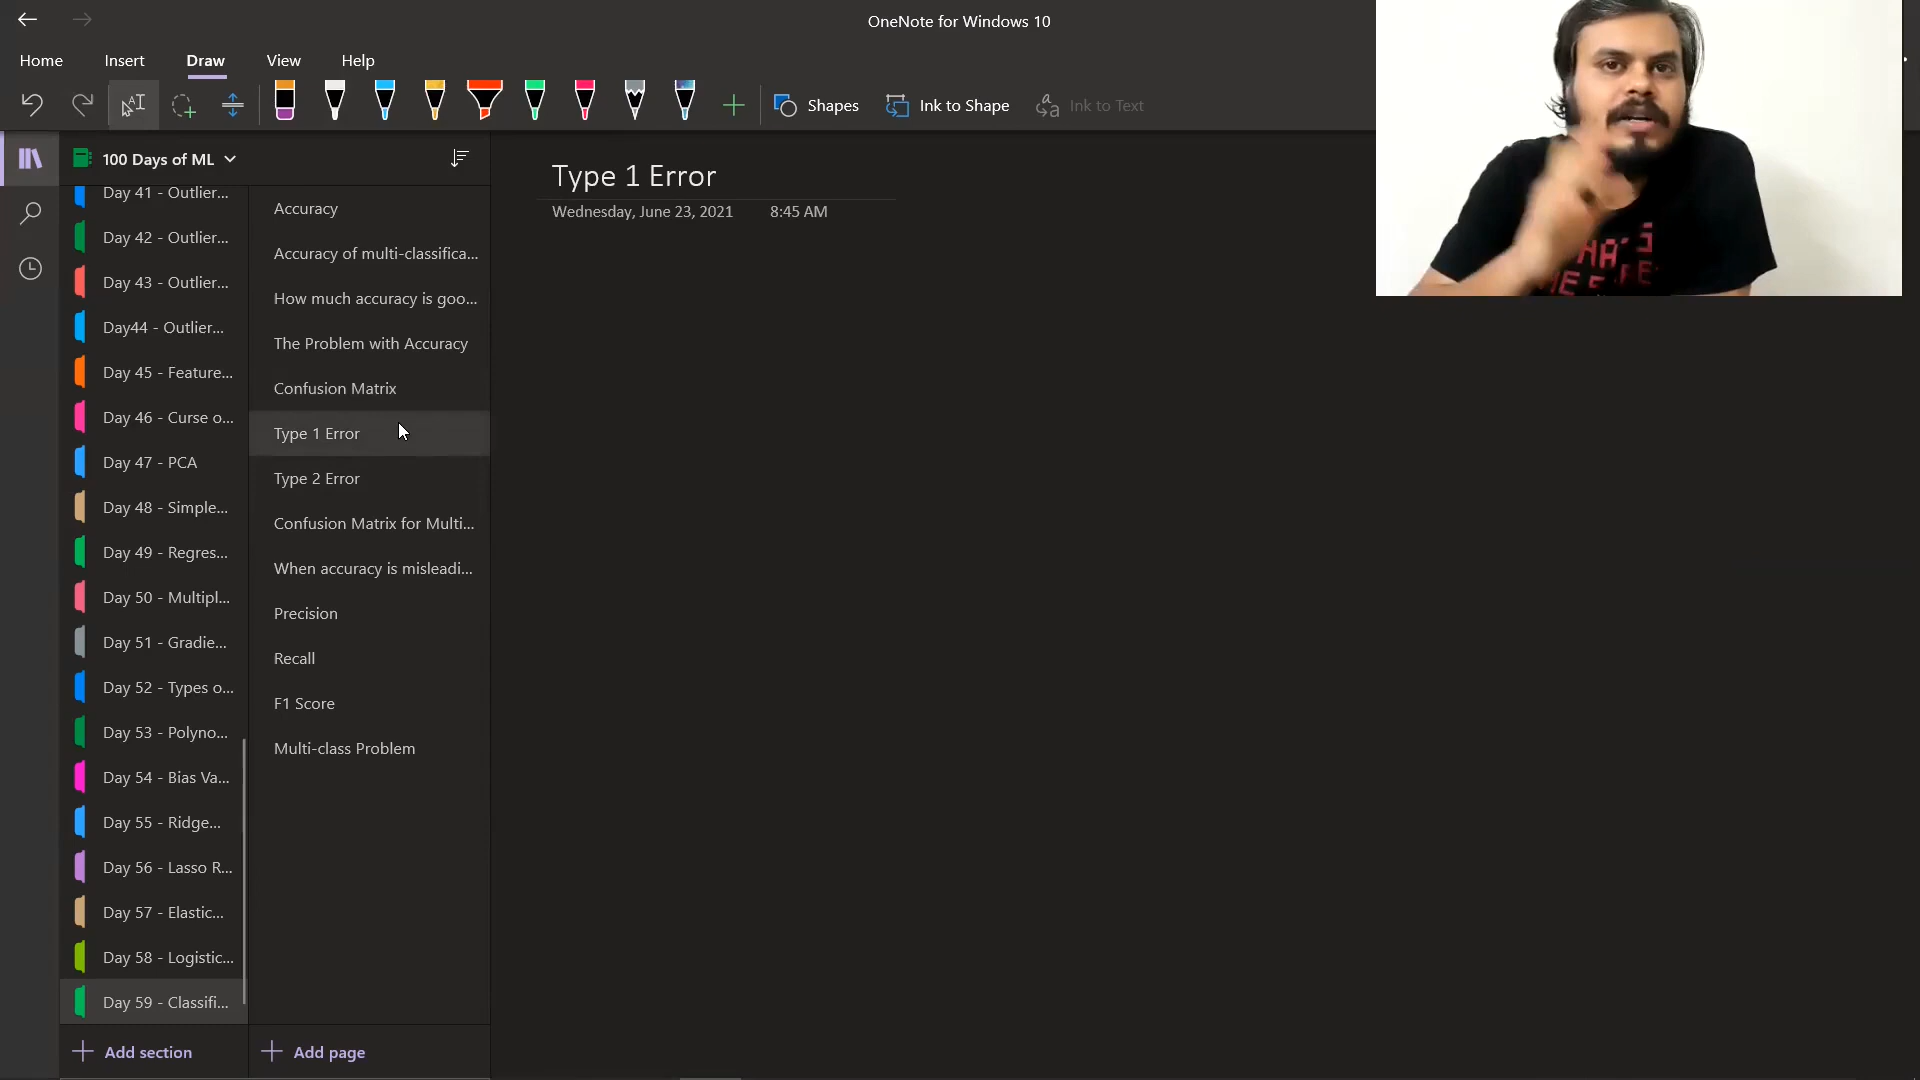 OneNote for Windows 10
Home
Insert
Draw
View
Help
Shapes
Ink to Shape
Ink to Text
100 Days of ML
Day 41 - Outlier...
Day 42 - Outlier...
Day 43 - Outlier...
Day44 - Outlier...
Day 45 - Feature...
Day 46 - Curse o...
Day 47 - PCA
Day 48 - Simple...
Day 49 - Regres...
Day 50 - Multipl...
Day 51 - Gradie...
Day 52 - Types o...
Day 53 - Polyno...
Day 54 - Bias Va...
Day 55 - Ridge...
Day 56 - Lasso R...
Day 57 - Elastic...
Day 58 - Logistic...
Day 59 - Classifi...
Add section
Accuracy
Accuracy of multi-classifica...
How much accuracy is goo...
The Problem with Accuracy
Confusion Matrix
Type 1 Error
Type 2 Error
Confusion Matrix for Multi...
When accuracy is misleadi...
Precision
Recall
F1 Score
Multi-class Problem
Add page
Type 1 Error
Wednesday, June 23, 2021 8:45 AM